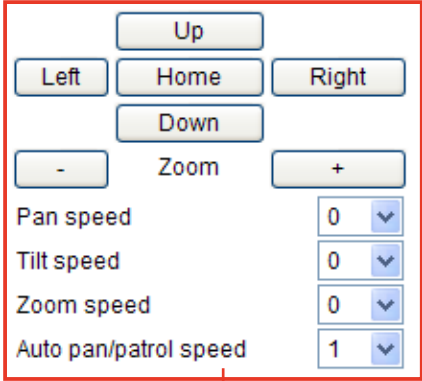 Up
Left Home Right
Down
- Zoom +
Pan speed 0
Tilt speed 0
Zoom speed 0
Auto pan/patrol speed 1